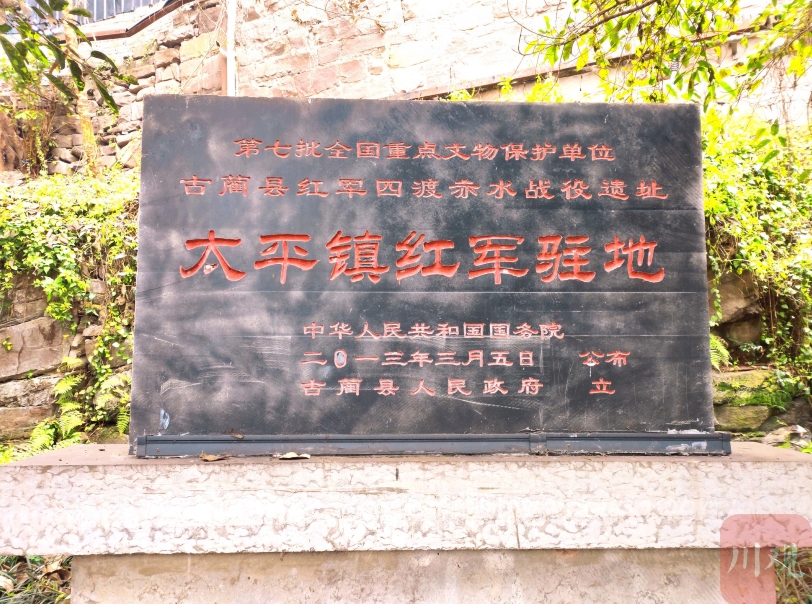 第七批全国重点文物保护单位
古蔺县红军四渡赤水战役遗址
太平镇红军驻地
中华人民共和国国务院
二〇一三年三月五日 公布
古蔺县人民政府 立
川观